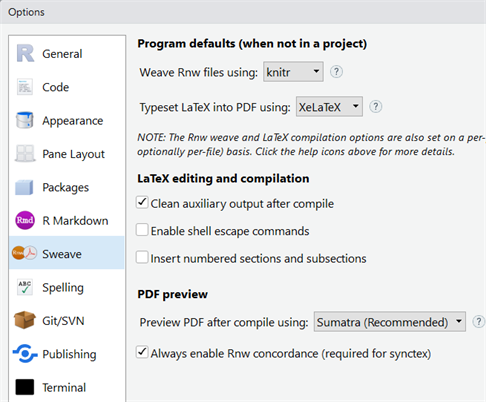 Options
General
Code
Appearance
Pane Layout
Packages
Rmd
R Markdown
Sweave
ABC
Spelling
Git/SVN
Publishing
Terminal
Program defaults (when not in a project)
Weave Rnw files using: knitr ?
Typeset LaTeX into PDF using: XeLaTeX ?
NOTE: The Rnw weave and LaTeX compilation options are also set on a per-
optionally per-file) basis. Click the help icons above for more details.
LaTeX editing and compilation
Clean auxiliary output after compile
Enable shell escape commands
Insert numbered sections and subsections
PDF preview
Preview PDF after compile using: Sumatra (Recommended) ?
Always enable Rnw concordance (required for synctex)